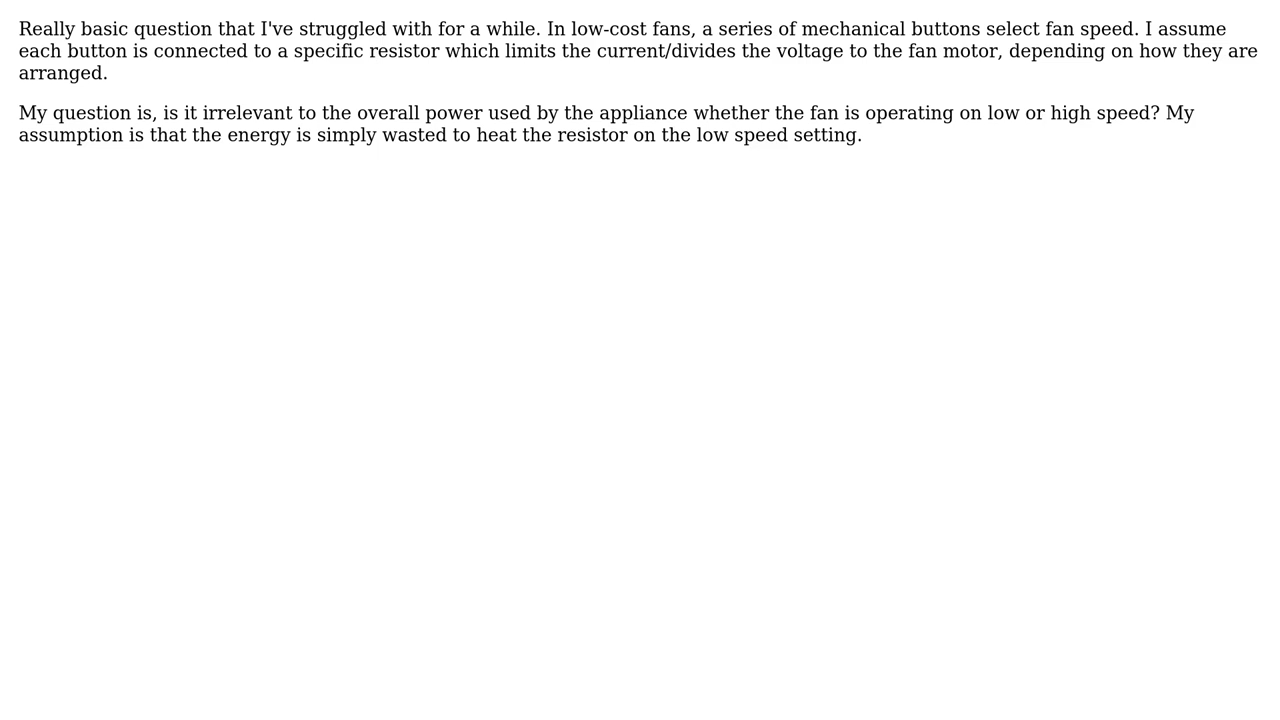 Really basic question that I've struggled with for a while. In low-cost fans, a series of mechanical buttons select fan speed. I assume
each button is connected to a specific resistor which limits the current/divides the voltage to the fan motor, depending on how they are
arranged.
My question is, is it irrelevant to the overall power used by the appliance whether the fan is operating on low or high speed? My
assumption is that the energy is simply wasted to heat the resistor on the low speed setting.